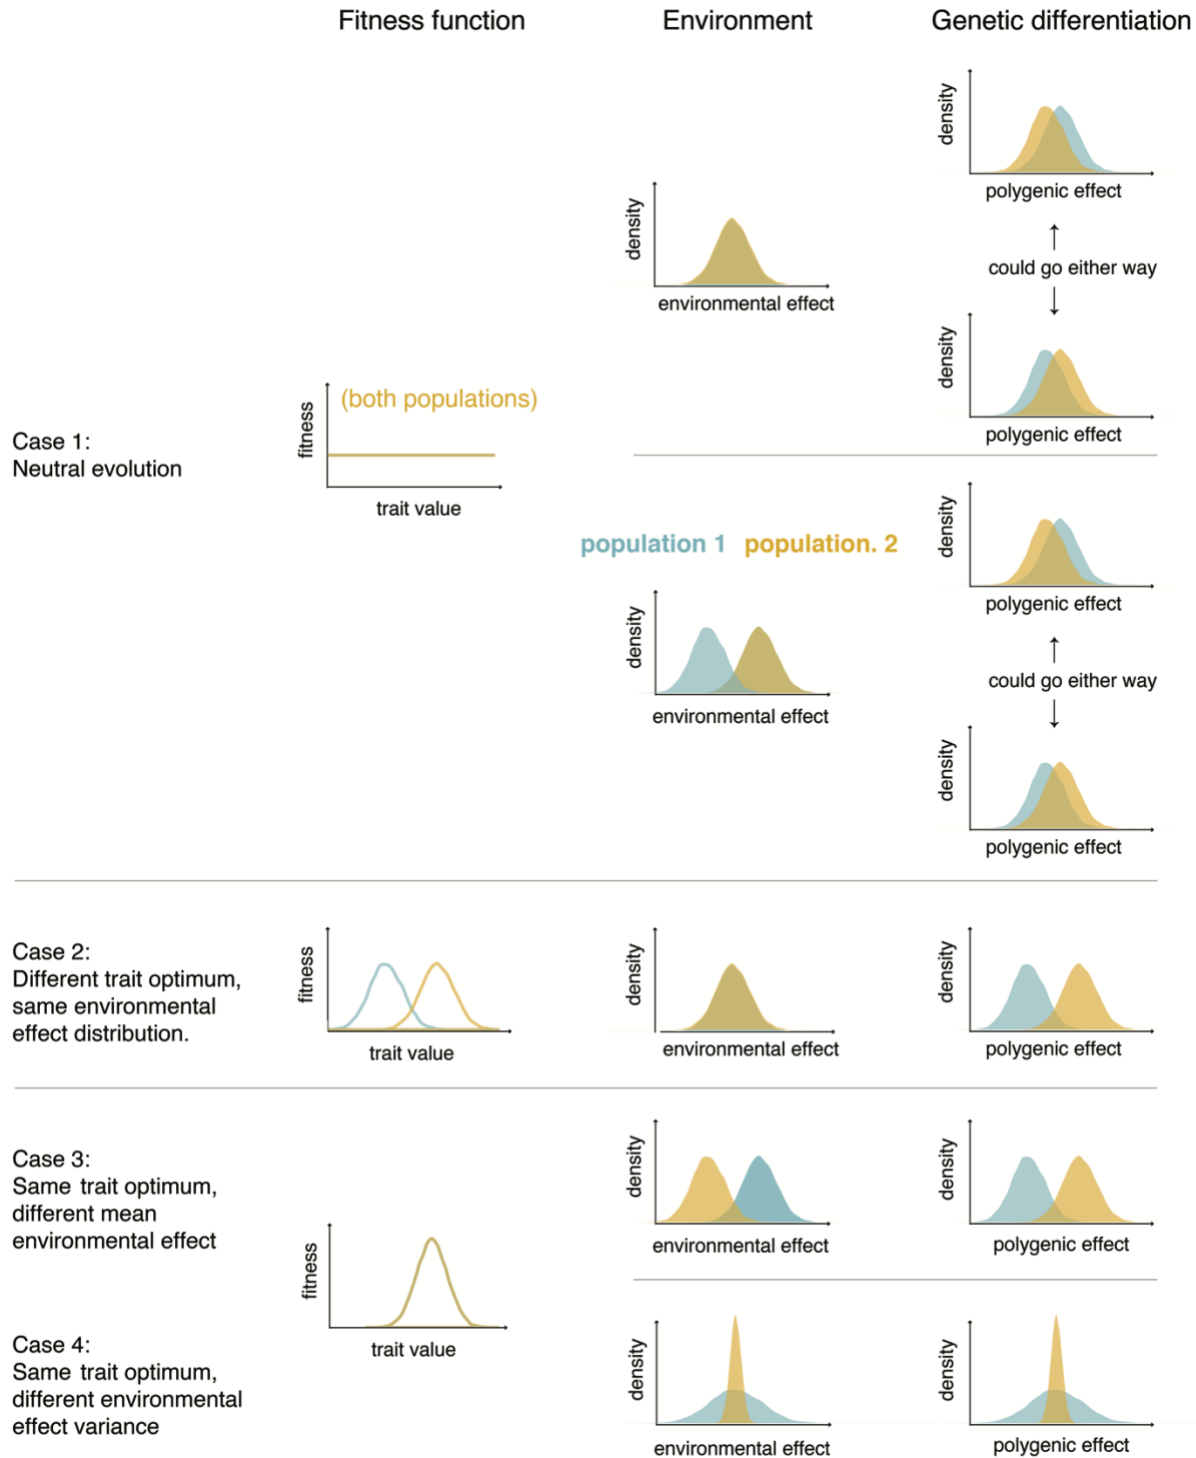 Fitness function
Environment
Genetic differentiation
density
polygenic effect
density
environmental effect
could go either way
density
polygenic effect
Case 1:
Neutral evolution
fitness
(both populations)
trait value
density
polygenic effect
population 1 population. 2
density
environmental effect
could go either way
density
polygenic effect
Case 2:
Different trait optimum,
same environmental
effect distribution.
fitness
trait value
density
environmental effect
density
polygenic effect
Case 3:
Same trait optimum,
different mean
environmental effect
fitness
trait value
density
environmental effect
density
polygenic effect
Case 4:
Same trait optimum,
different environmental
effect variance
density
environmental effect
density
polygenic effect